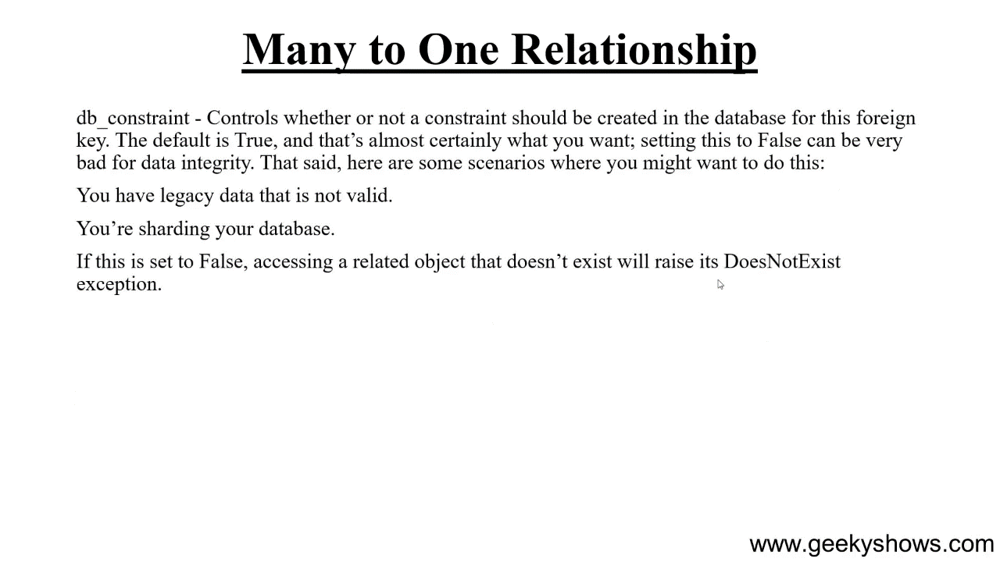 Many to One Relationship
db_constraint - Controls whether or not a constraint should be created in the database for this foreign
key. The default is True, and that’s almost certainly what you want; setting this to False can be very
bad for data integrity. That said, here are some scenarios where you might want to do this:
You have legacy data that is not valid.
You’re sharding your database.
If this is set to False, accessing a related object that doesn’t exist will raise its DoesNotExist
exception.
www.geekyshows.com